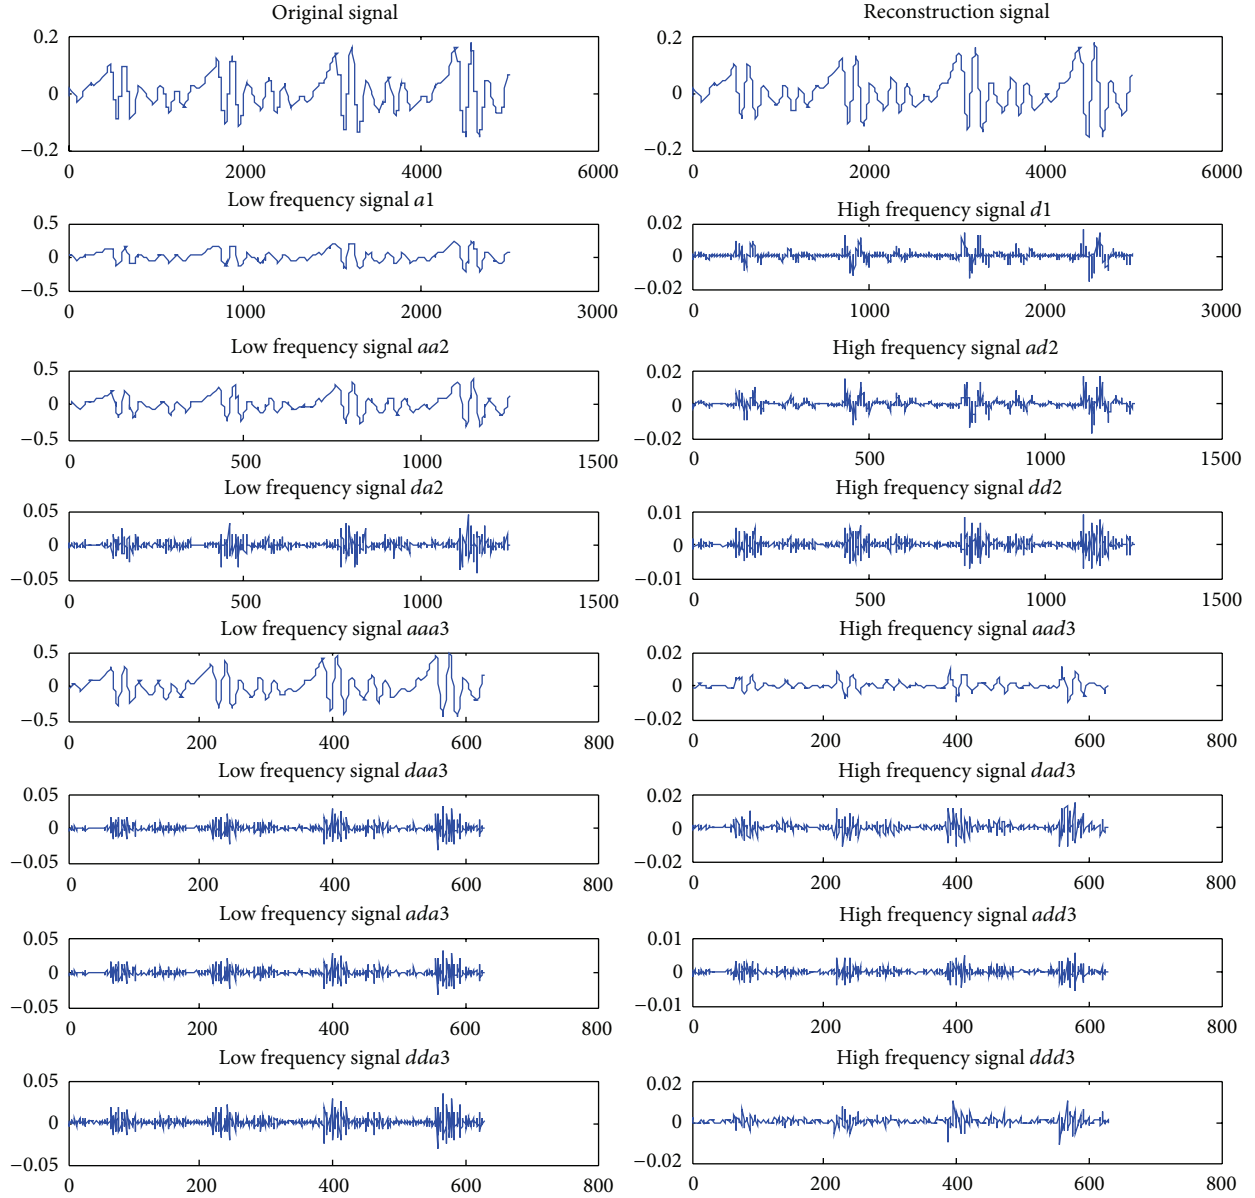 Original signal
Reconstruction signal
0.2
0
−0.2
0 2000 4000 6000
0.2
0
−0.2
0 2000 4000 6000
Low frequency signal a1
High frequency signal d1
0.5
0
−0.5
0 1000 2000 3000
0.02
0
−0.02
0 1000 2000 3000
Low frequency signal aa2
High frequency signal ad2
0.5
0
−0.5
0 500 1000 1500
0.02
0
−0.02
0 500 1000 1500
Low frequency signal da2
High frequency signal dd2
0.05
0
−0.05
0 500 1000 1500
0.01
0
−0.01
0 500 1000 1500
Low frequency signal aaa3
High frequency signal aad3
0.5
0
−0.5
0 200 400 600 800
0.02
0
−0.02
0 200 400 600 800
Low frequency signal daa3
High frequency signal dad3
0.05
0
−0.05
0 200 400 600 800
0.02
0
−0.02
0 200 400 600 800
Low frequency signal ada3
High frequency signal add3
0.05
0
−0.05
0 200 400 600 800
0.01
0
−0.01
0 200 400 600 800
Low frequency signal dda3
High frequency signal ddd3
0.05
0
−0.05
0 200 400 600 800
0.02
0
−0.02
0 200 400 600 800